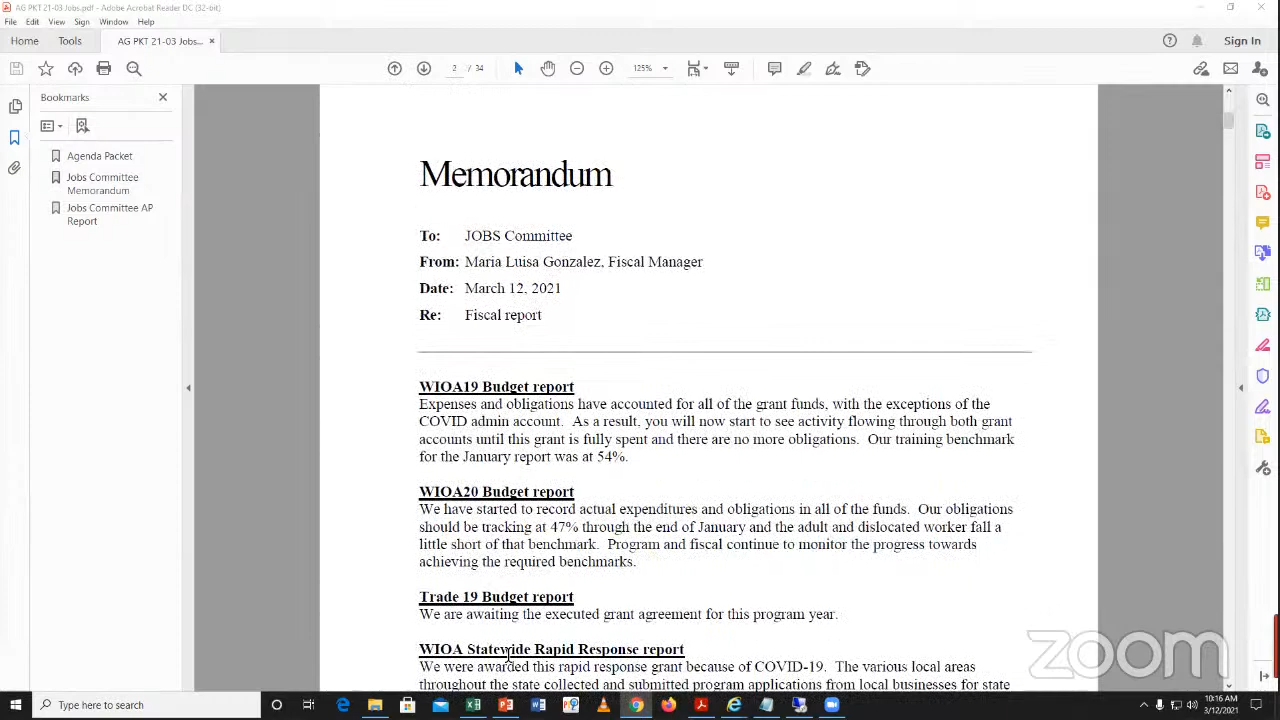 AG PKT 21-03 Jobs.pdf - Adobe Acrobat Reader DC (32-bit)
File Edit View Sign Window Help
Home Tools AG PKT 21-03 Jobs... × Sign In
2 / 34 125%
Bookmarks
Agenda Packet
Jobs Committee
Memorandum
Jobs Committee AP
Report
Memorandum
To: JOBS Committee
From: Maria Luisa Gonzalez, Fiscal Manager
Date: March 12, 2021
Re: Fiscal report
WIOA19 Budget report
Expenses and obligations have accounted for all of the grant funds, with the exceptions of the
COVID admin account. As a result, you will now start to see activity flowing through both grant
accounts until this grant is fully spent and there are no more obligations. Our training benchmark
for the January report was at 54%.
WIOA20 Budget report
We have started to record actual expenditures and obligations in all of the funds. Our obligations
should be tracking at 47% through the end of January and the adult and dislocated worker fall a
little short of that benchmark. Program and fiscal continue to monitor the progress towards
achieving the required benchmarks.
Trade 19 Budget report
We are awaiting the executed grant agreement for this program year.
WIOA Statewide Rapid Response report
We were awarded this rapid response grant because of COVID-19. The various local areas
throughout the state collected and submitted program applications from local businesses for state
zoom
Type here to search
10:16 AM
3/12/2021